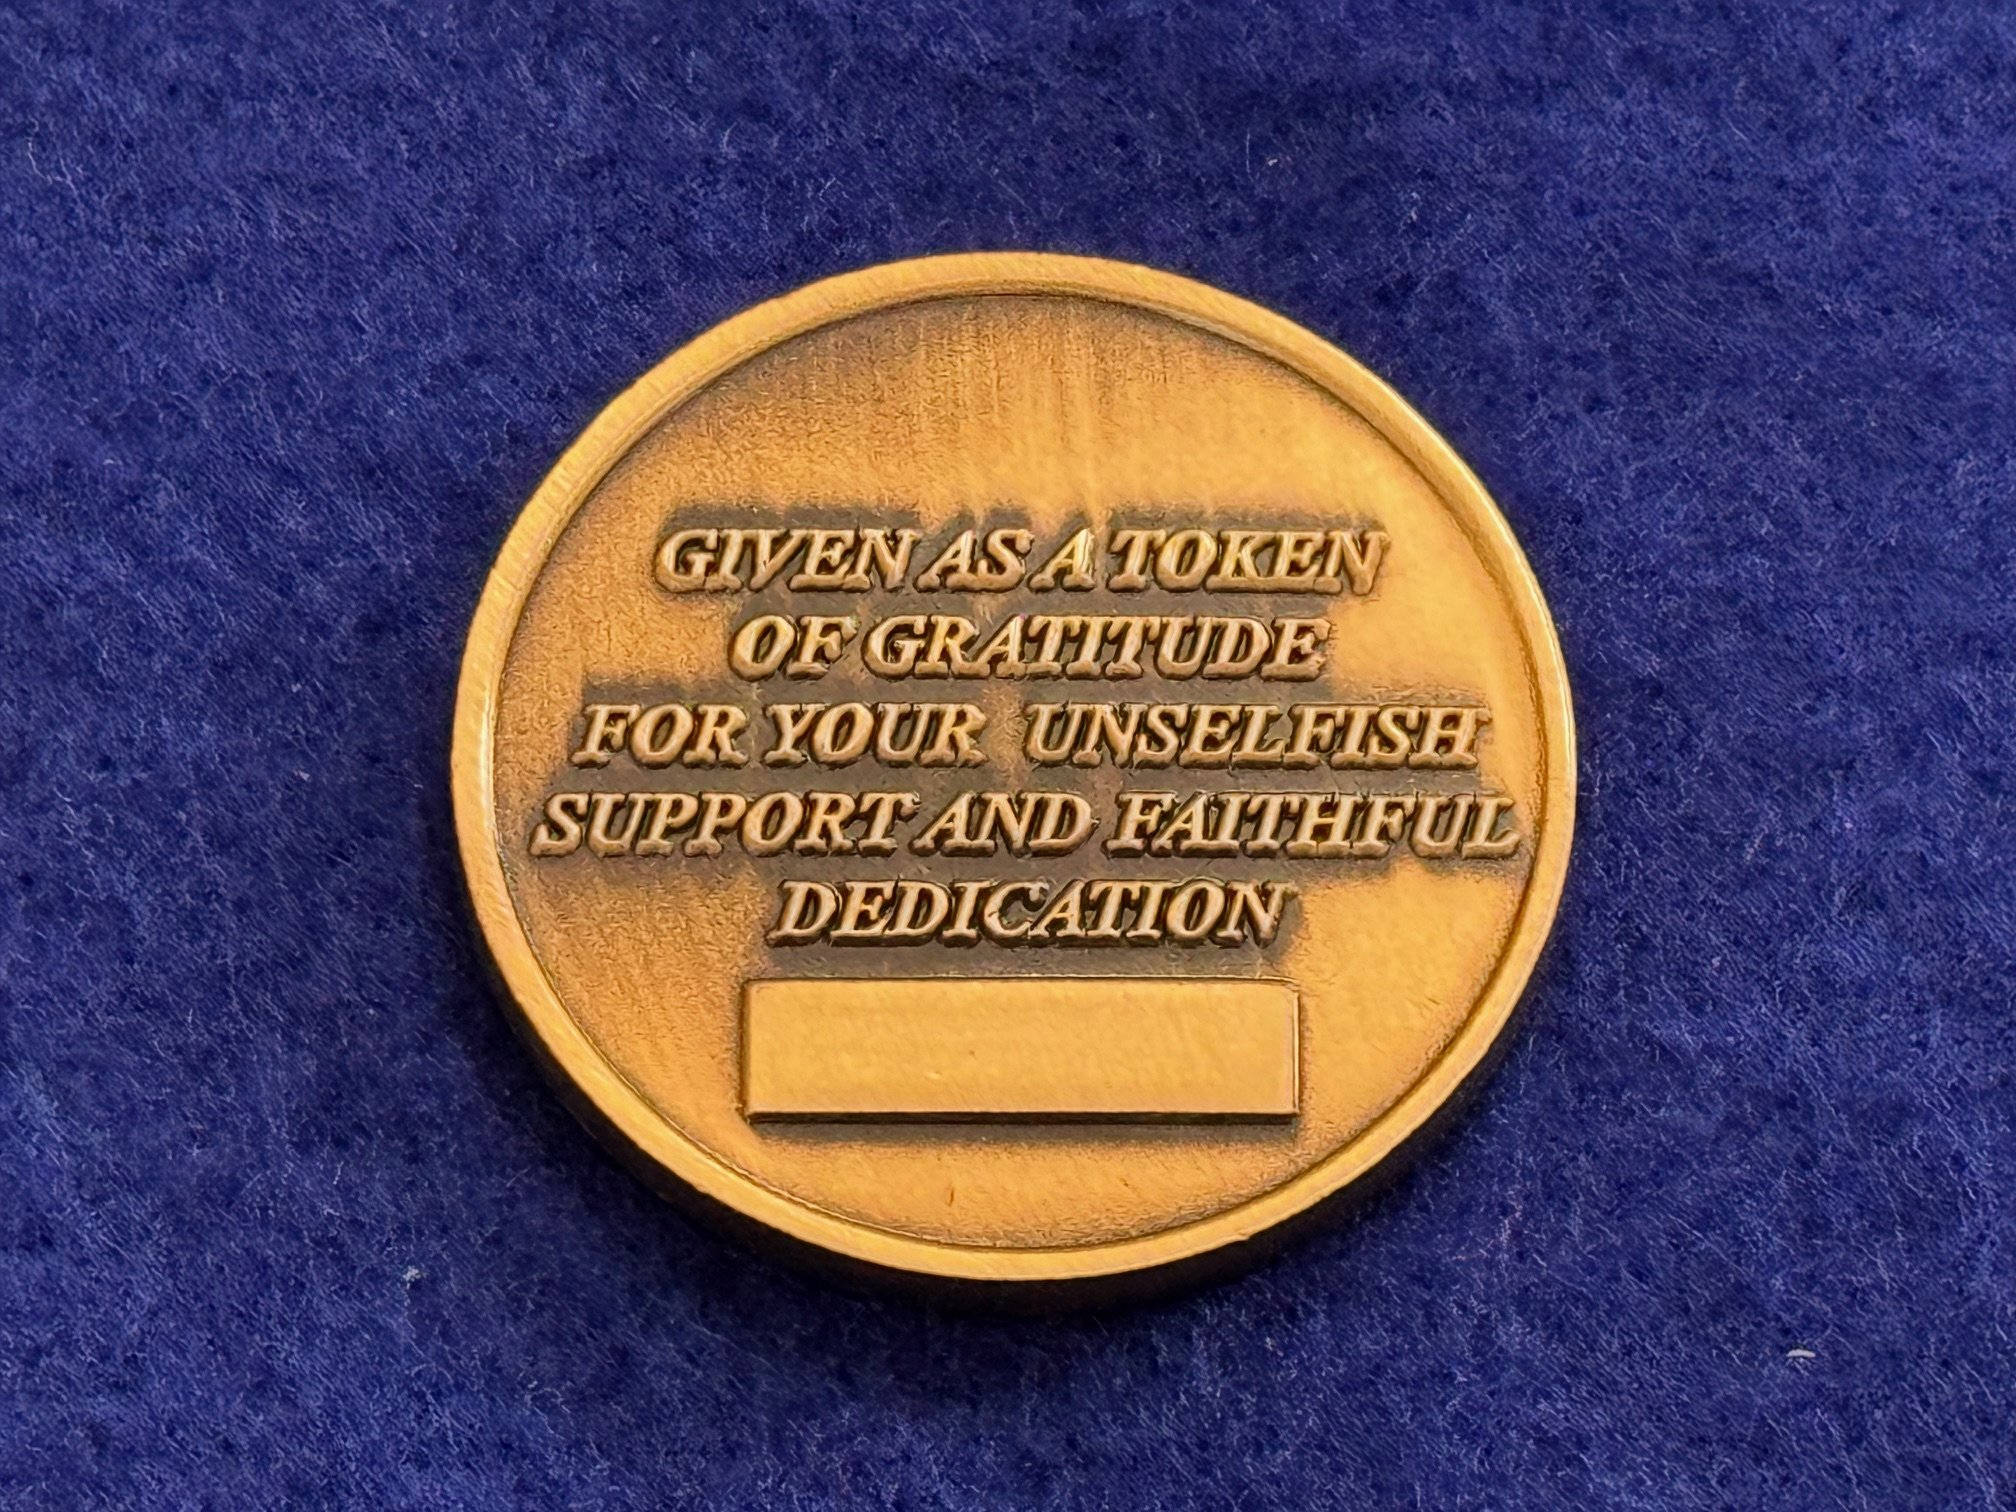 GIVEN AS A TOKEN
OF GRATITUDE
FOR YOUR UNSELFISH
SUPPORT AND FAITHFUL
DEDICATION